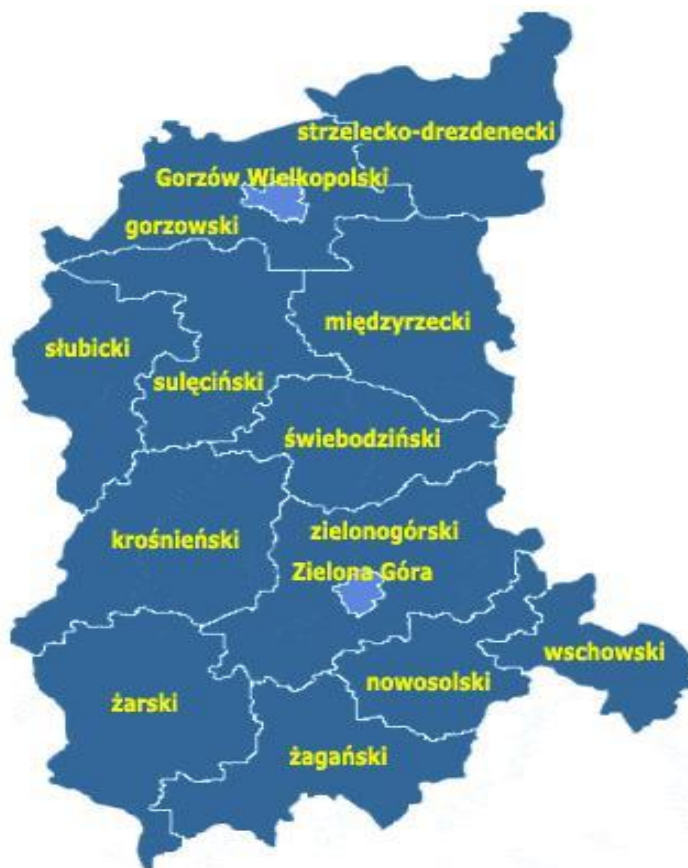 strzelecko-drezdenecki
Gorzów Wielkopolski
gorzowski
międzyrzecki
słubicki
sulęciński
świebodziński
zielonogórski
krośnieński
Zielona Góra
wschowski
nowosolski
żarski
żagański